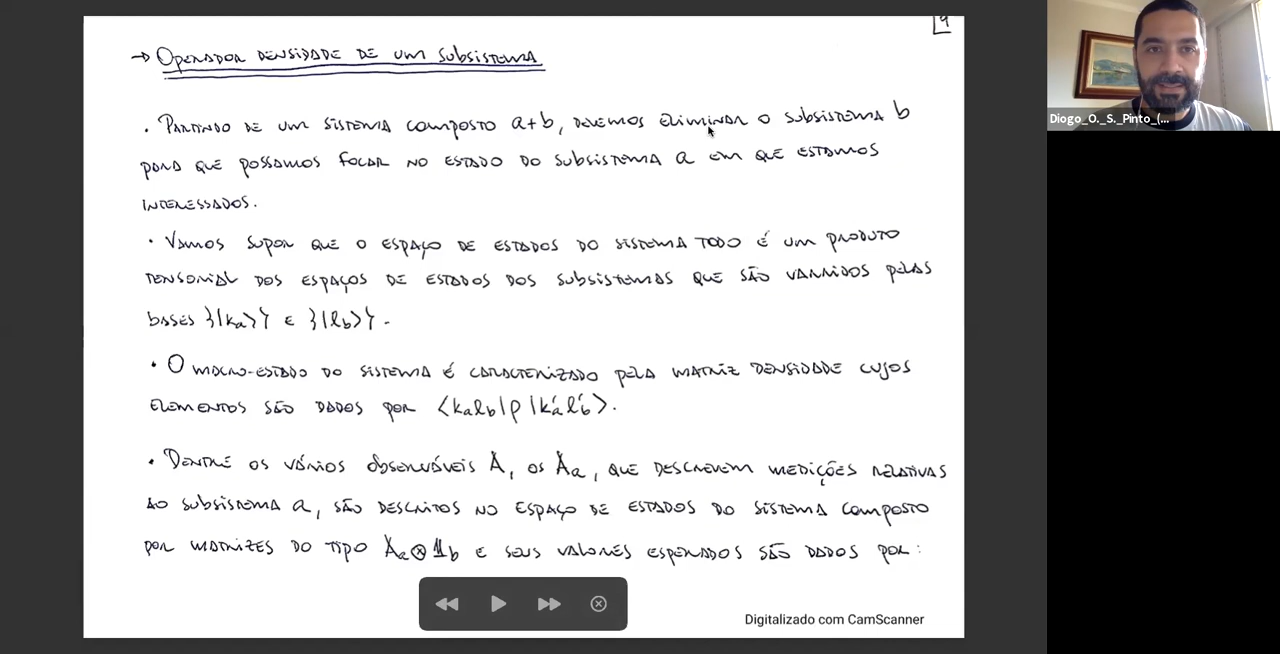 9
→ Operador densidade de um subsistema
• Partindo de um sistema composto a+b, devemos eliminar o subsistema b
para que possamos focar no estado do subsistema a em que estamos
interessados.
• Vamos supor que o espaço de estados do sistema todo é um produto
tensorial dos espaços de estados dos subsistemas que são varridos pelas
bases {|ka>} e {|lb>}.
• O macro-estado do sistema é caracterizado pela matriz densidade cujos
elementos são dados por <ka lb|ρ|k'a l'b>.
• Dentre os vários observáveis A, os Aa, que descrevem medições relativas
ao subsistema a, são descritos no espaço de estados do sistema composto
por matrizes do tipo Aa⊗1b e seus valores esperados são dados por:
Digitalizado com CamScanner
Diogo_O._S._Pinto_(...